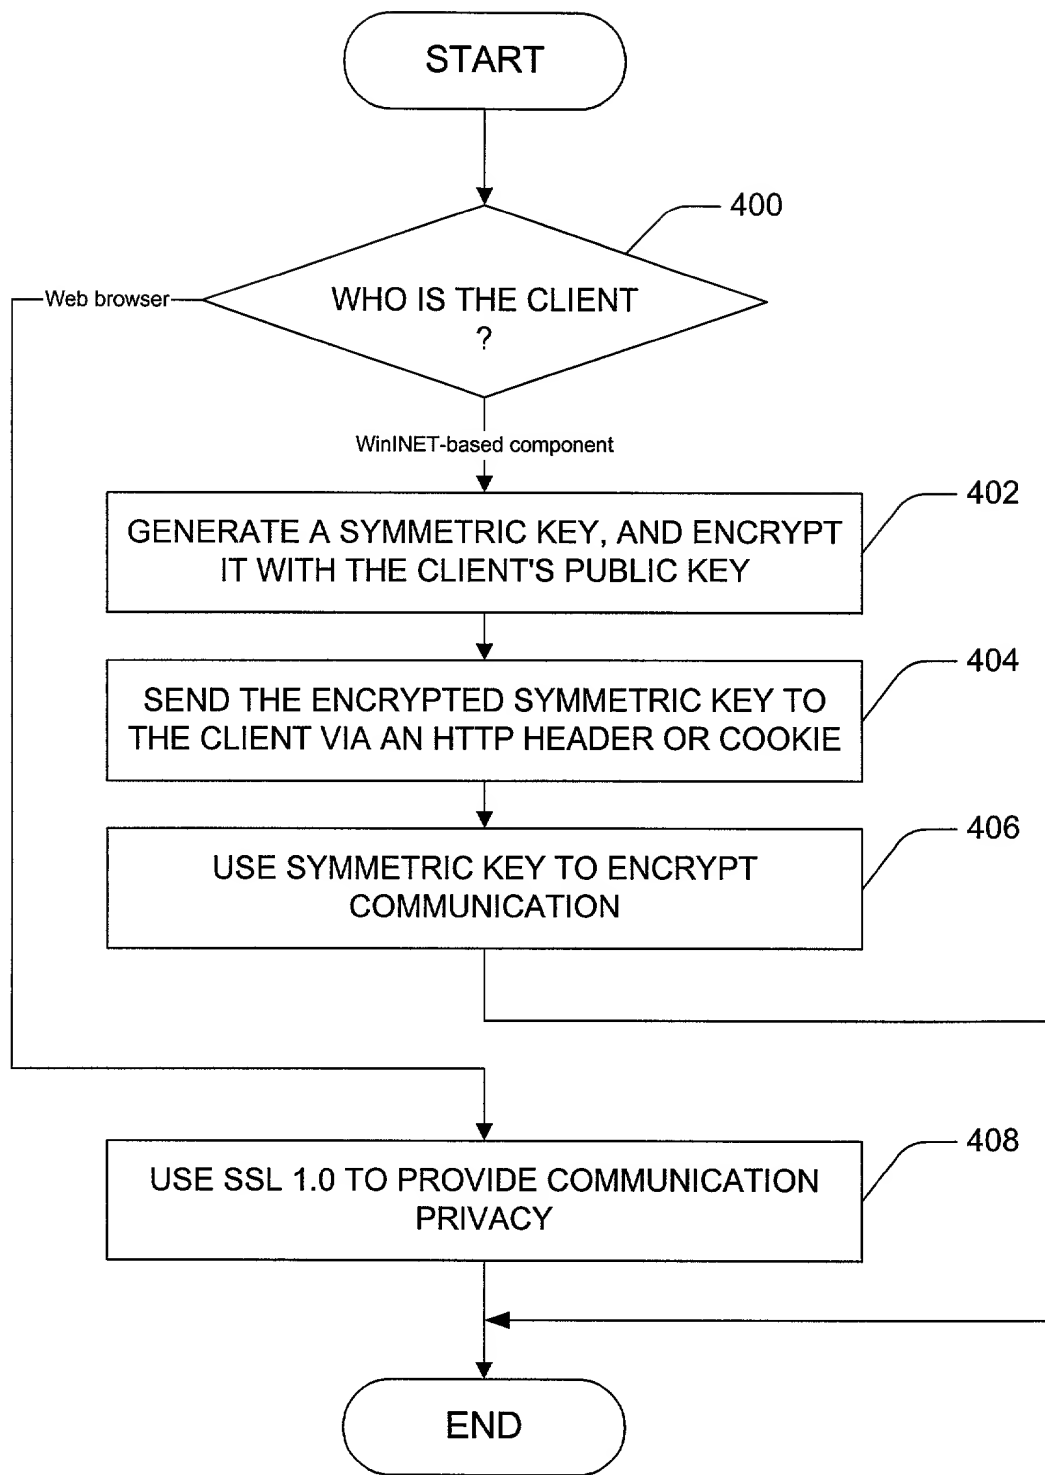 START
400
Web browser
WHO IS THE CLIENT
?
WinINET-based component
402
GENERATE A SYMMETRIC KEY, AND ENCRYPT
IT WITH THE CLIENT'S PUBLIC KEY
404
SEND THE ENCRYPTED SYMMETRIC KEY TO
THE CLIENT VIA AN HTTP HEADER OR COOKIE
406
USE SYMMETRIC KEY TO ENCRYPT
COMMUNICATION
408
USE SSL 1.0 TO PROVIDE COMMUNICATION
PRIVACY
END